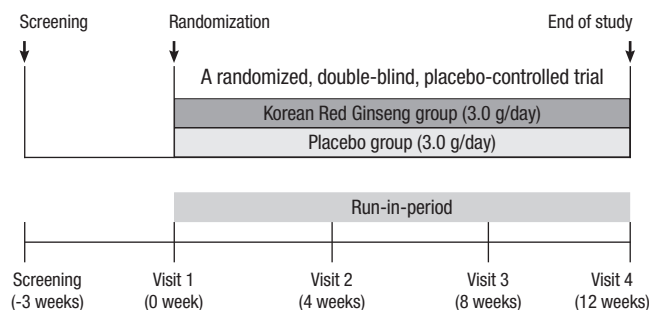 Screening Randomization End of study
A randomized, double-blind, placebo-controlled trial
Korean Red Ginseng group (3.0 g/day)
Placebo group (3.0 g/day)
Run-in-period
Screening Visit 1 Visit 2 Visit 3 Visit 4
(-3 weeks) (0 week) (4 weeks) (8 weeks) (12 weeks)